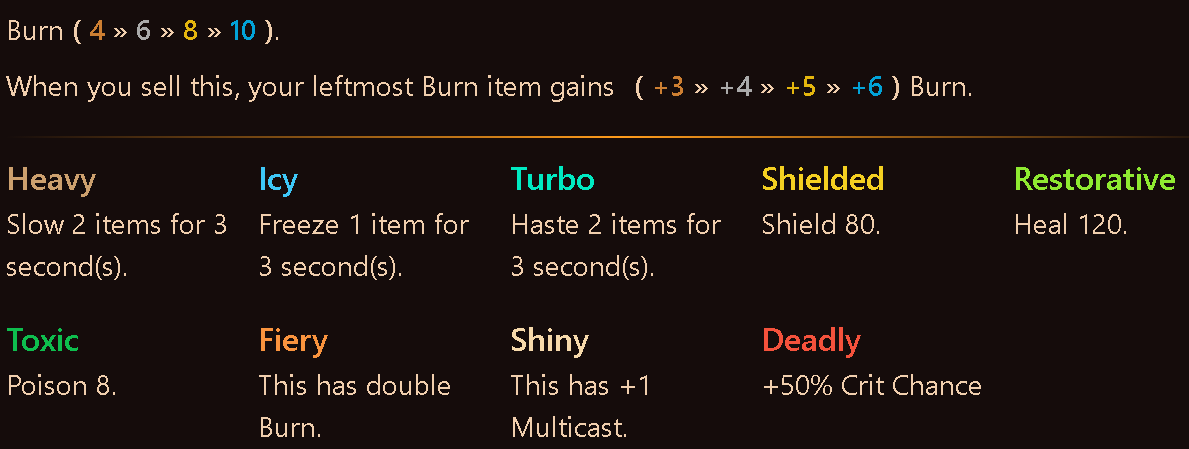 Burn ( 4 » 6 » 8 » 10 ).
When you sell this, your leftmost Burn item gains ( +3 » +4 » +5 » +6 ) Burn.
Heavy
Slow 2 items for 3
second(s).
Icy
Freeze 1 item for
3 second(s).
Turbo
Haste 2 items for
3 second(s).
Shielded
Shield 80.
Restorative
Heal 120.
Toxic
Poison 8.
Fiery
This has double
Burn.
Shiny
This has +1
Multicast.
Deadly
+50% Crit Chance